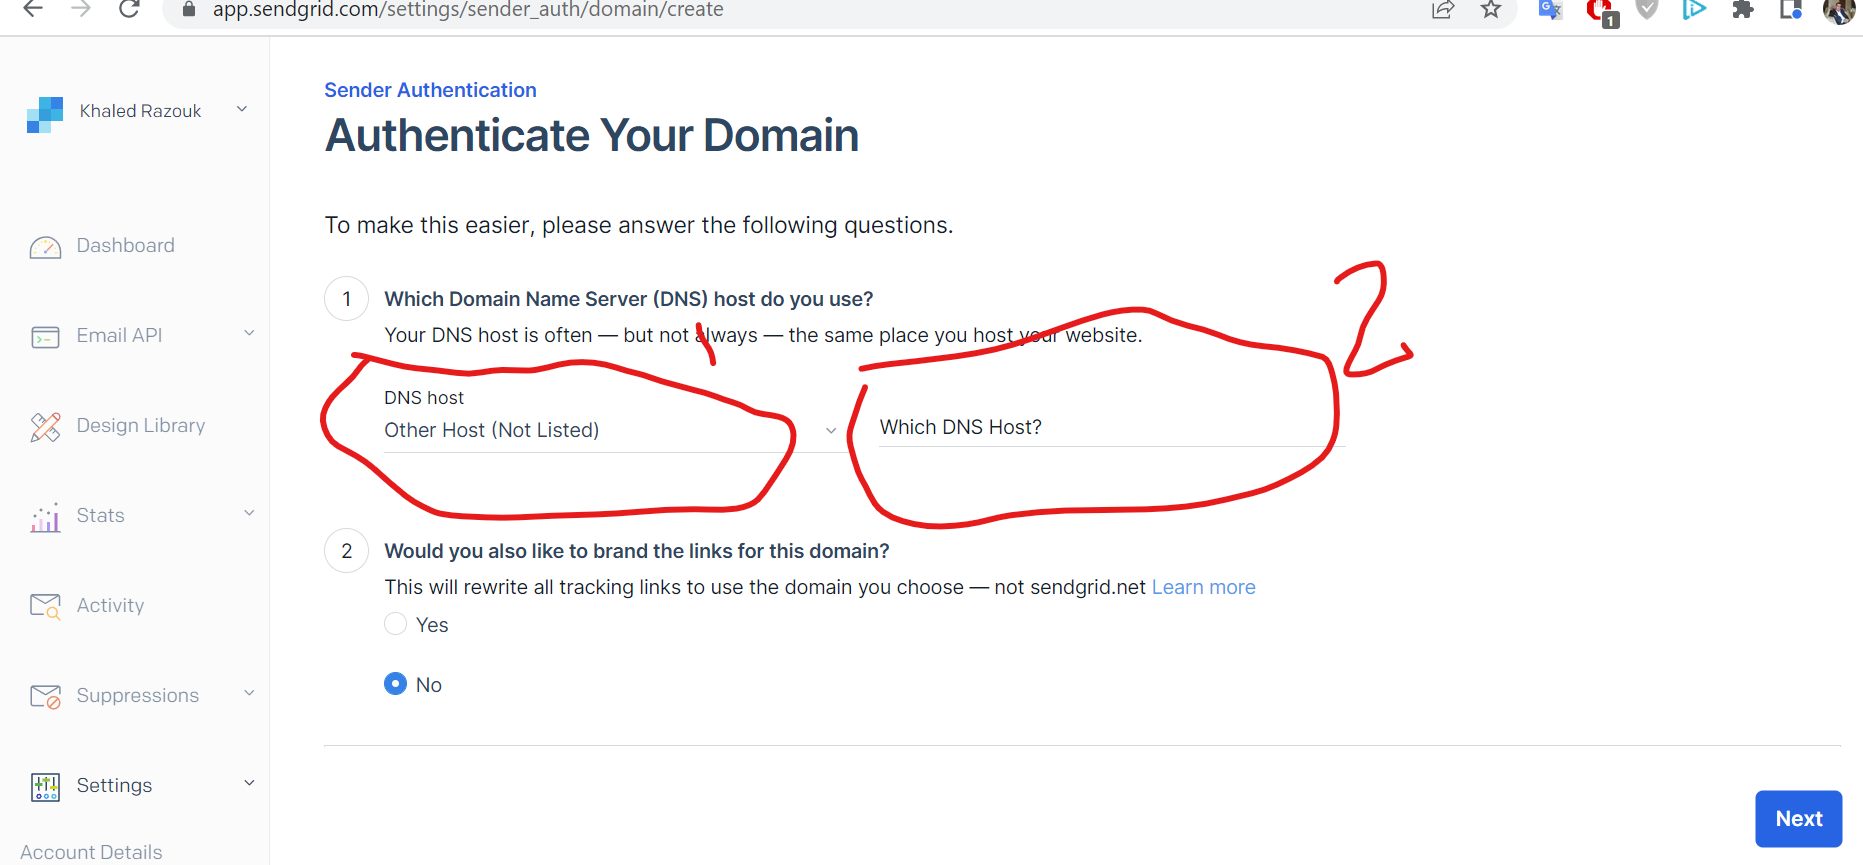 app.sendgrid.com/settings/sender_auth/domain/create
1
Khaled Razouk
Dashboard
Email API
Design Library
Stats
Activity
Suppressions
Settings
Account Details
Sender Authentication
Authenticate Your Domain
To make this easier, please answer the following questions.
1 Which Domain Name Server (DNS) host do you use?
Your DNS host is often — but not always — the same place you host your website.
1
2
DNS host
Other Host (Not Listed)
Which DNS Host?
2 Would you also like to brand the links for this domain?
This will rewrite all tracking links to use the domain you choose — not sendgrid.net Learn more
Yes
No
Next